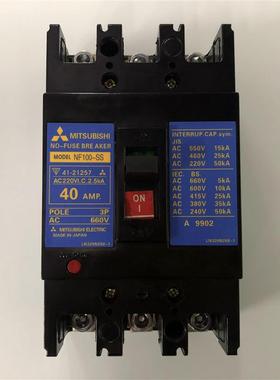 MITSUBISHI
NO-FUSE BREAKER
MODEL NF100-SS
41-21257
AC220V I.C.2.5kA
40 AMP.
POLE 3P
AC 660V
MITSUBISHI ELECTRIC
MADE IN JAPAN
ON
I
INTERRUP. CAP sym.
JIS
AC 550V 15kA
AC 460V 25kA
AC 220V 50kA
IEC BS
AC 660V 5kA
AC 600V 10kA
AC 415V 25kA
AC 380V 35kA
AC 240V 50kA
A 9902